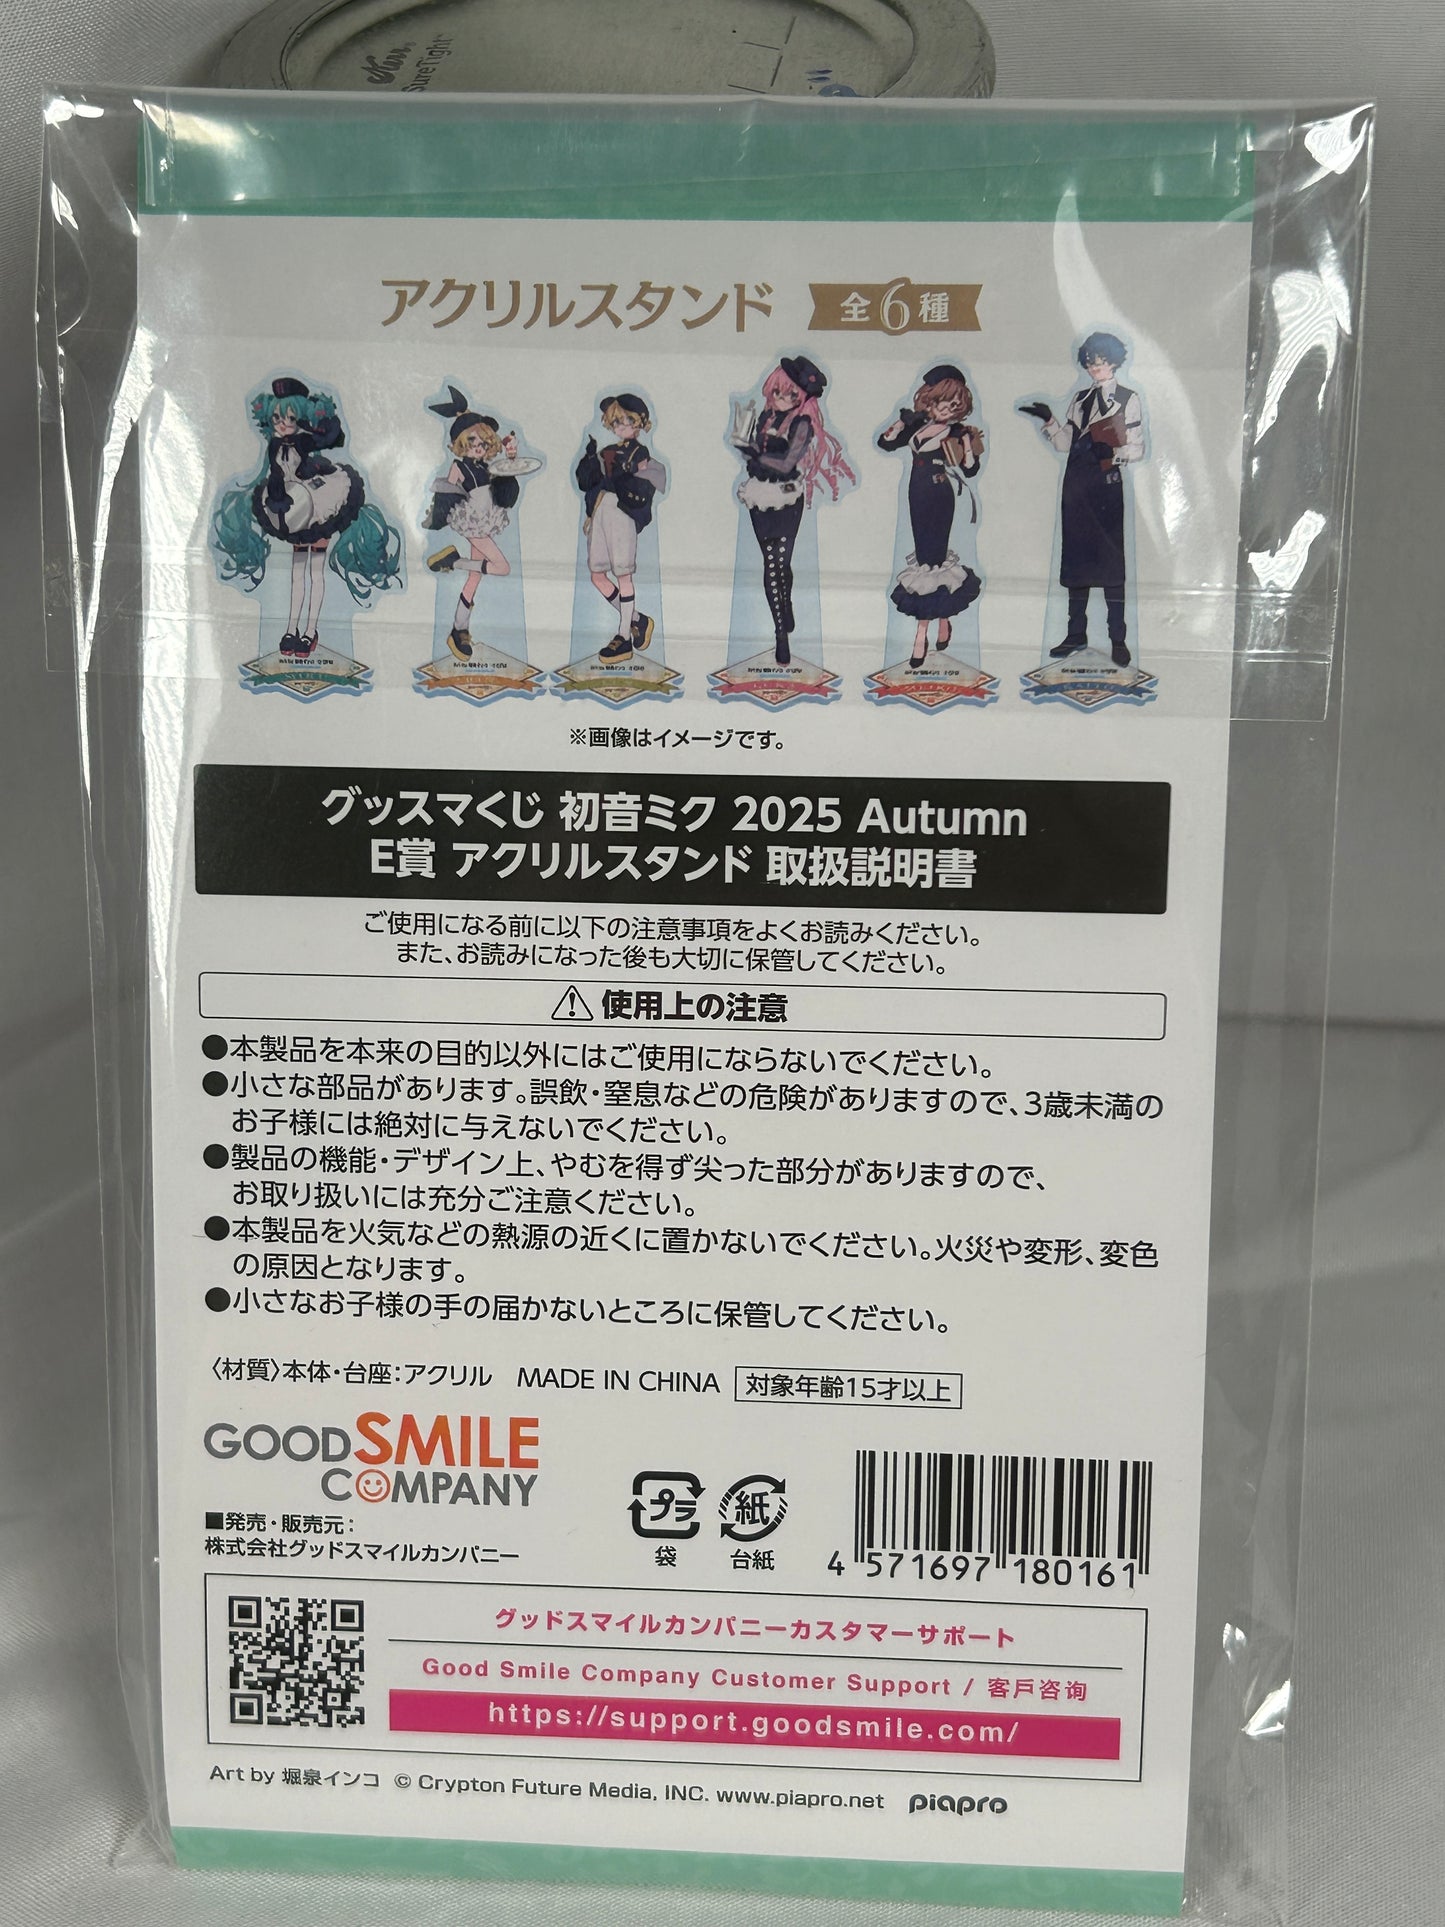 Kerr®
SureTight™
アクリルスタンド 全6種
※画像はイメージです。
グッスマくじ 初音ミク 2025 Autumn
E賞 アクリルスタンド 取扱説明書
ご使用になる前に以下の注意事項をよくお読みください。
また、お読みになった後も大切に保管してください。
使用上の注意
●本製品を本来の目的以外にはご使用にならないでください。
●小さな部品があります。誤飲・窒息などの危険がありますので、3歳未満の
お子様には絶対に与えないでください。
●製品の機能・デザイン上、やむを得ず尖った部分がありますので、
お取り扱いには充分ご注意ください。
●本製品を火気などの熱源の近くに置かないでください。火災や変形、変色
の原因となります。
●小さなお子様の手の届かないところに保管してください。
〈材質〉本体・台座：アクリル MADE IN CHINA 対象年齢15才以上
GOOD SMILE
COMPANY
■発売・販売元：
株式会社グッドスマイルカンパニー
プラ
袋
紙
台紙
4 571697 180161
グッドスマイルカンパニーカスタマーサポート
Good Smile Company Customer Support / 客戶咨询
https://support.goodsmile.com/
Art by 堀泉インコ © Crypton Future Media, INC. www.piapro.net piapro